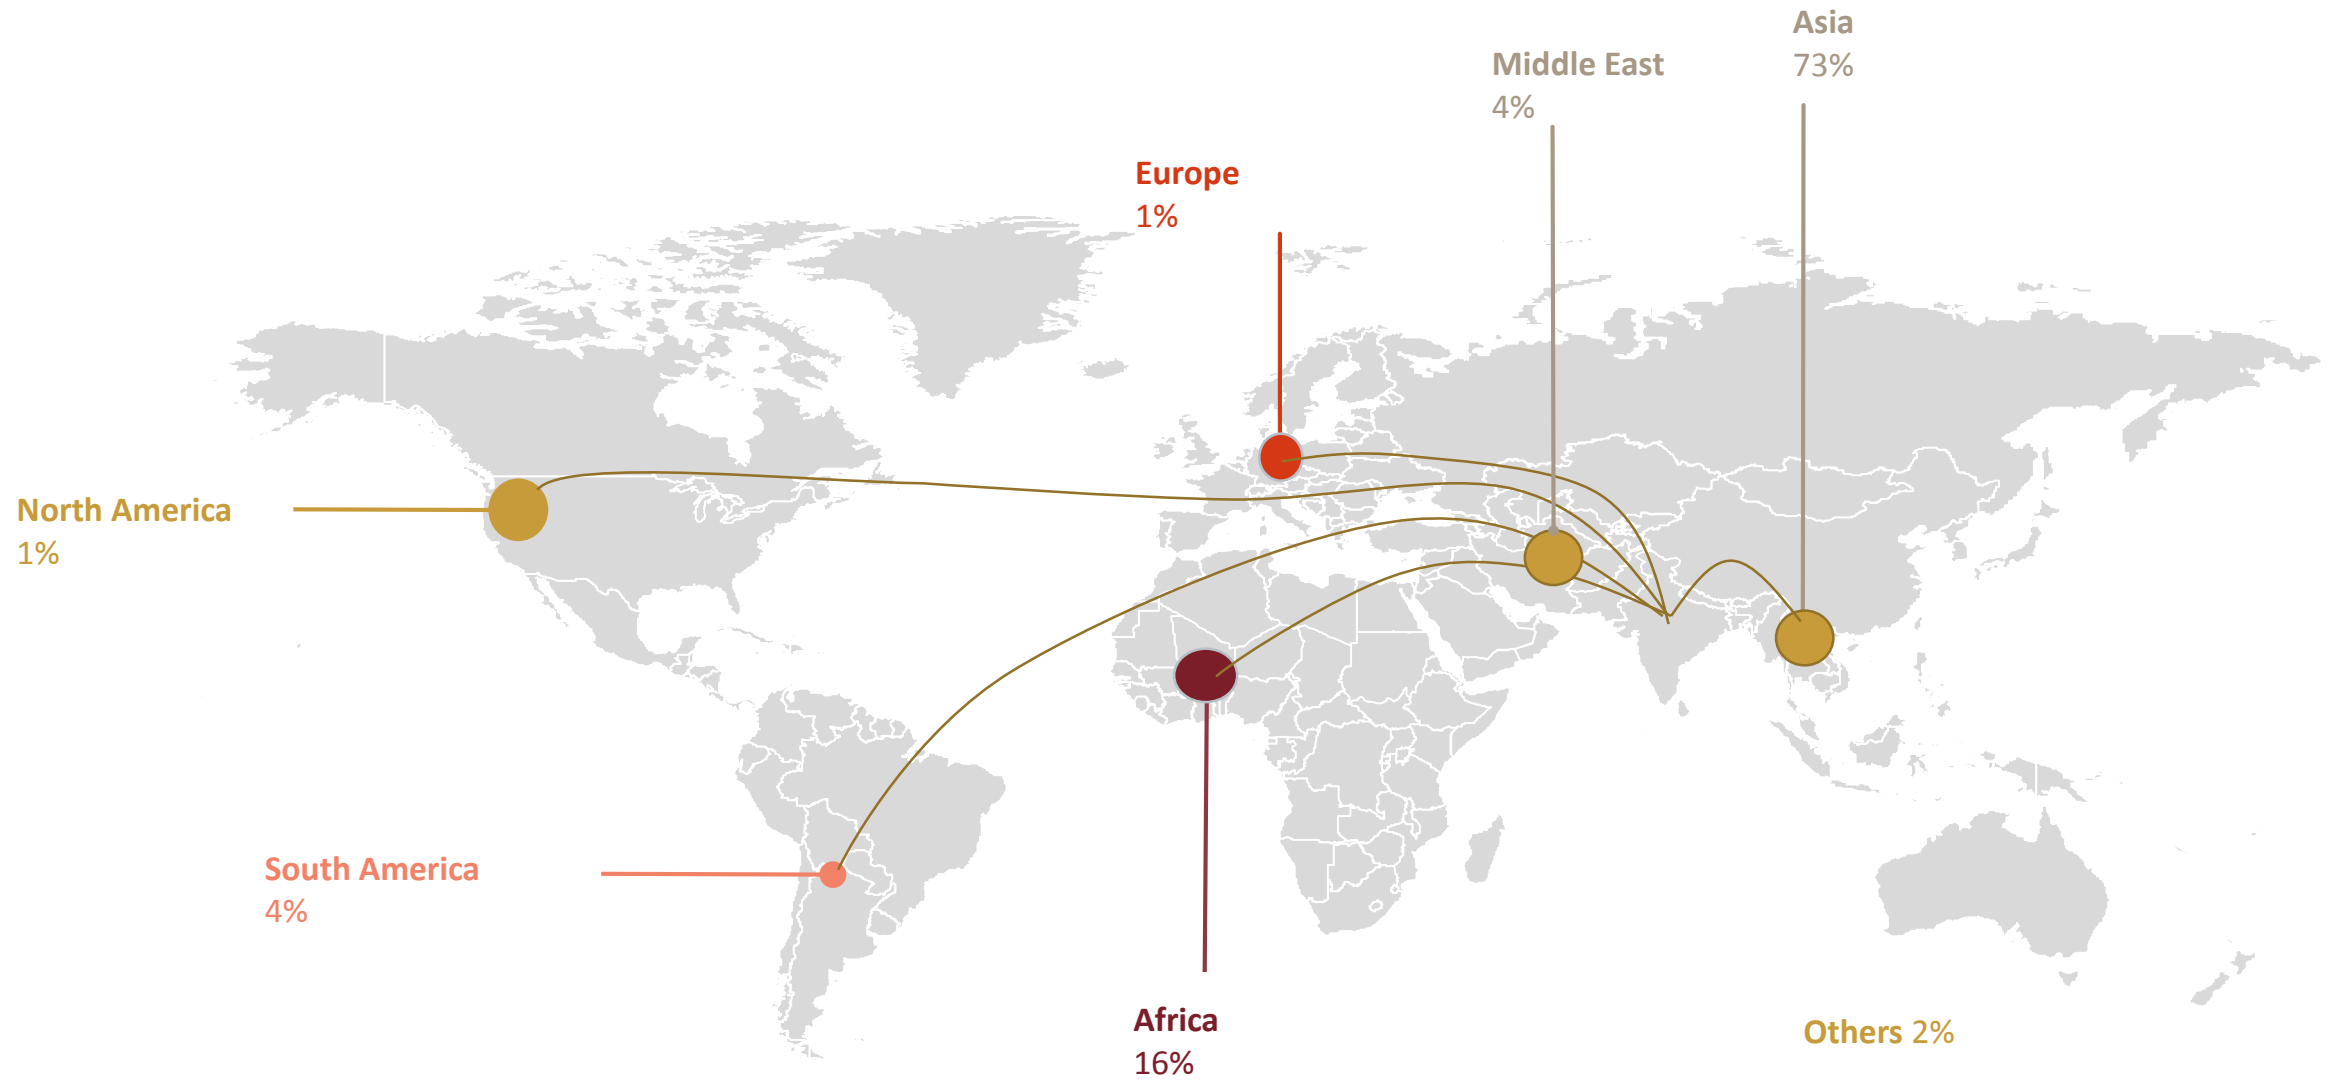 Asia
73%
Middle East
4%
Europe
1%
North America
1%
South America
4%
Africa
16%
Others 2%